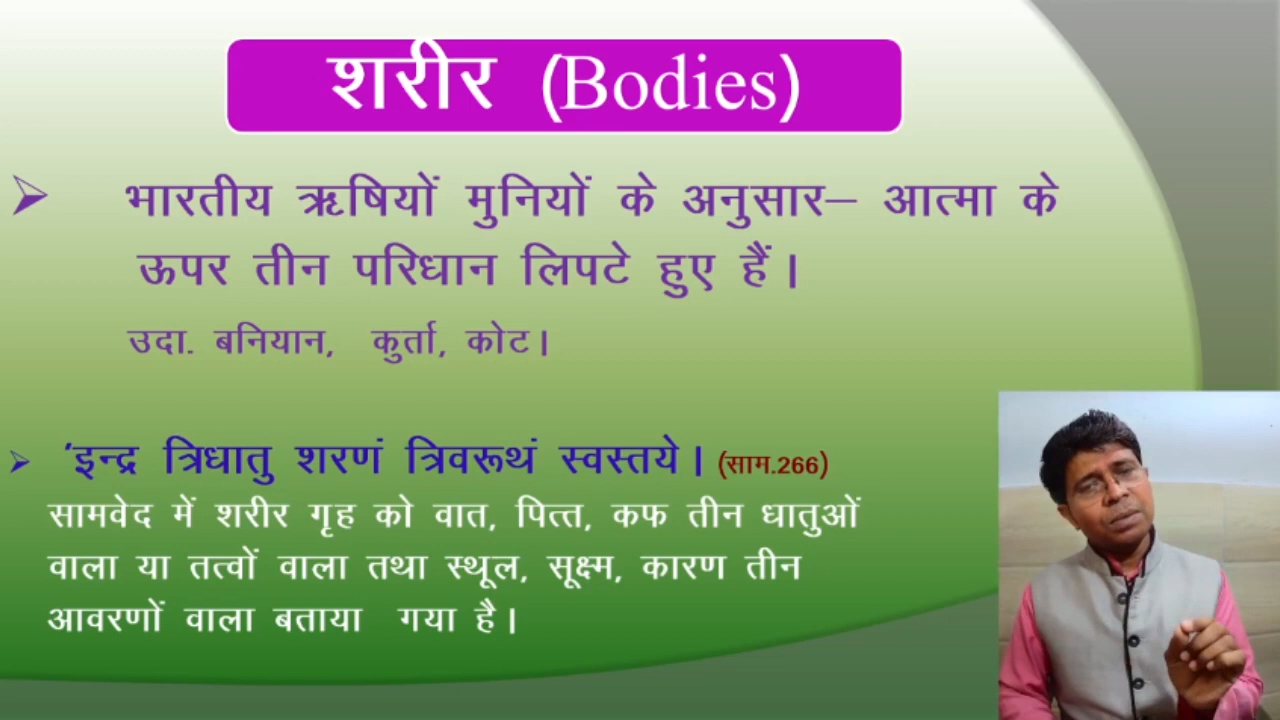 शरीर (Bodies)
भारतीय ऋषियों मुनियों के अनुसार– आत्मा के
ऊपर तीन परिधान लिपटे हुए हैं।
उदा. बनियान, कुर्ता, कोट।
'इन्द्र त्रिधातु शरणं त्रिवरूथं स्वस्तये। (साम.266)
सामवेद में शरीर गृह को वात, पित्त, कफ तीन धातुओं
वाला या तत्वों वाला तथा स्थूल, सूक्ष्म, कारण तीन
आवरणों वाला बताया गया है।